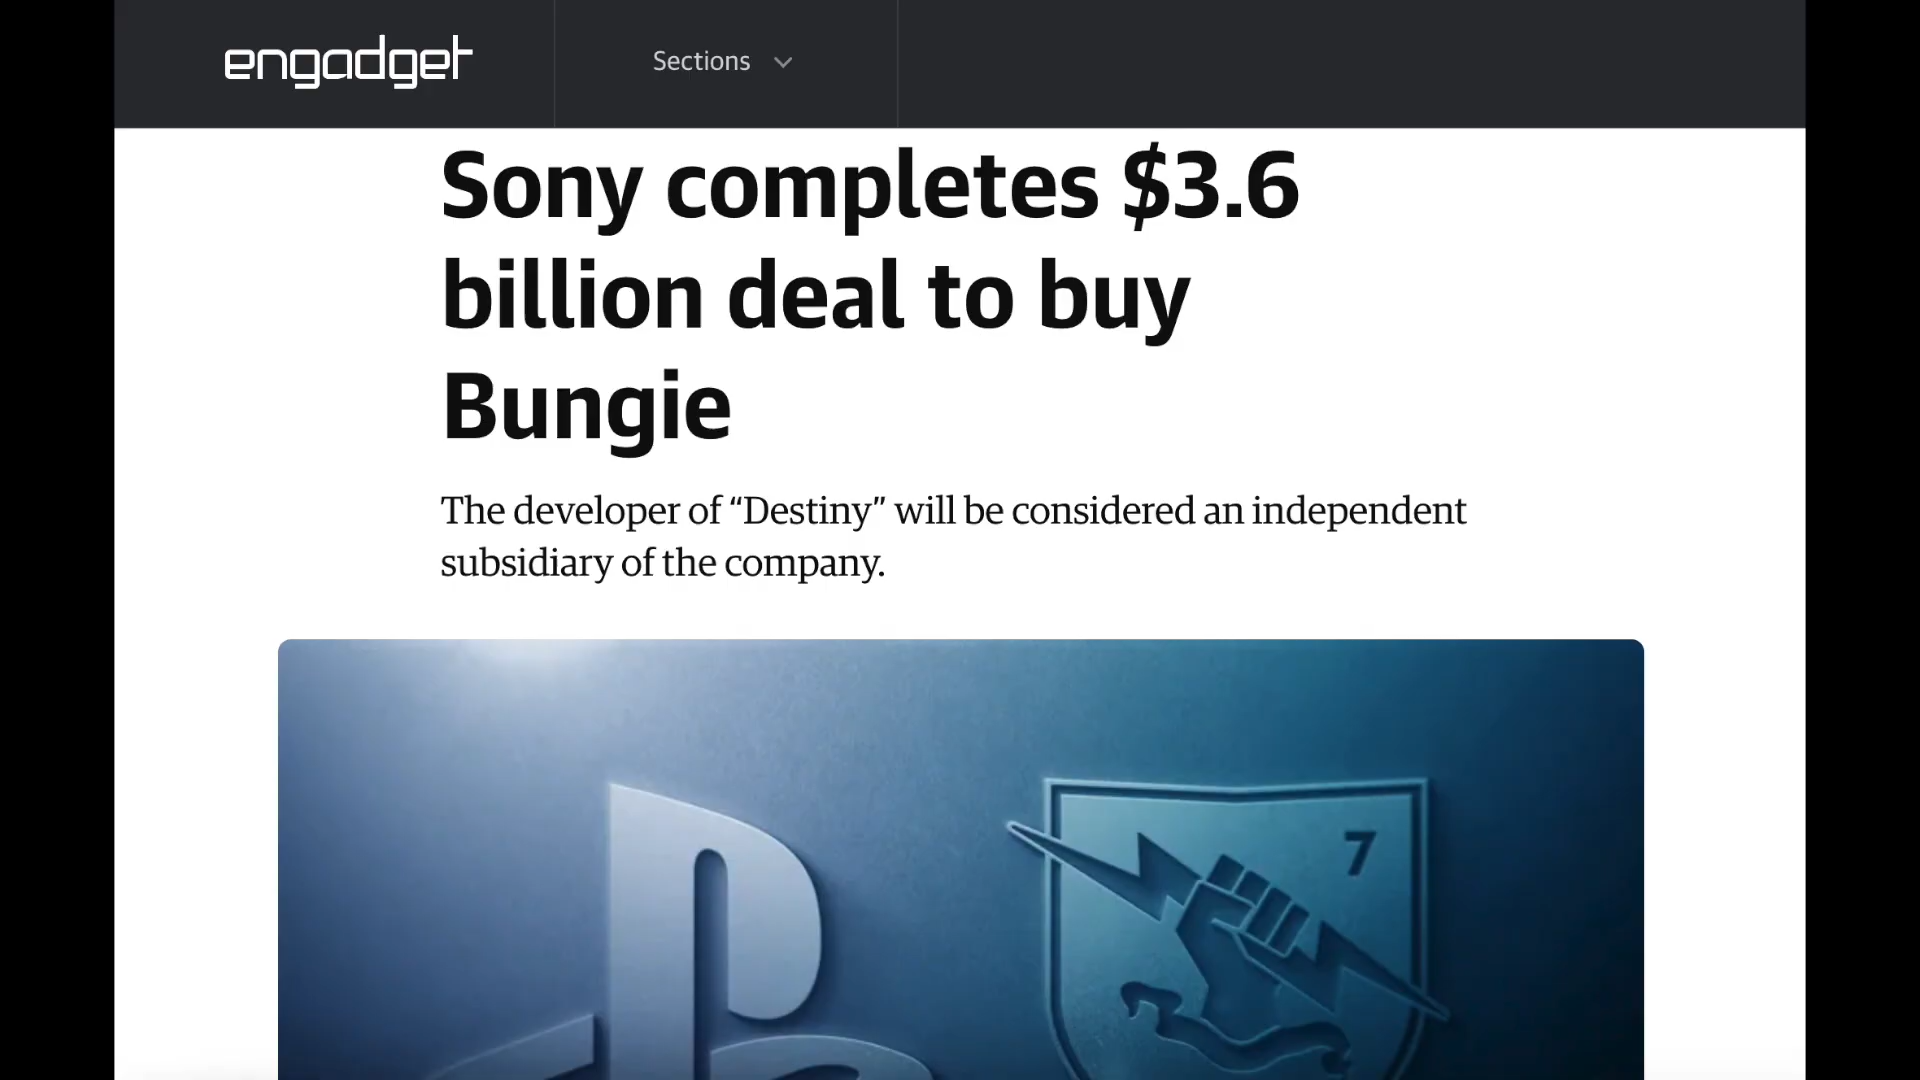 engadget
Sections
Sony completes $3.6
billion deal to buy
Bungie
The developer of “Destiny” will be considered an independent
subsidiary of the company.
7